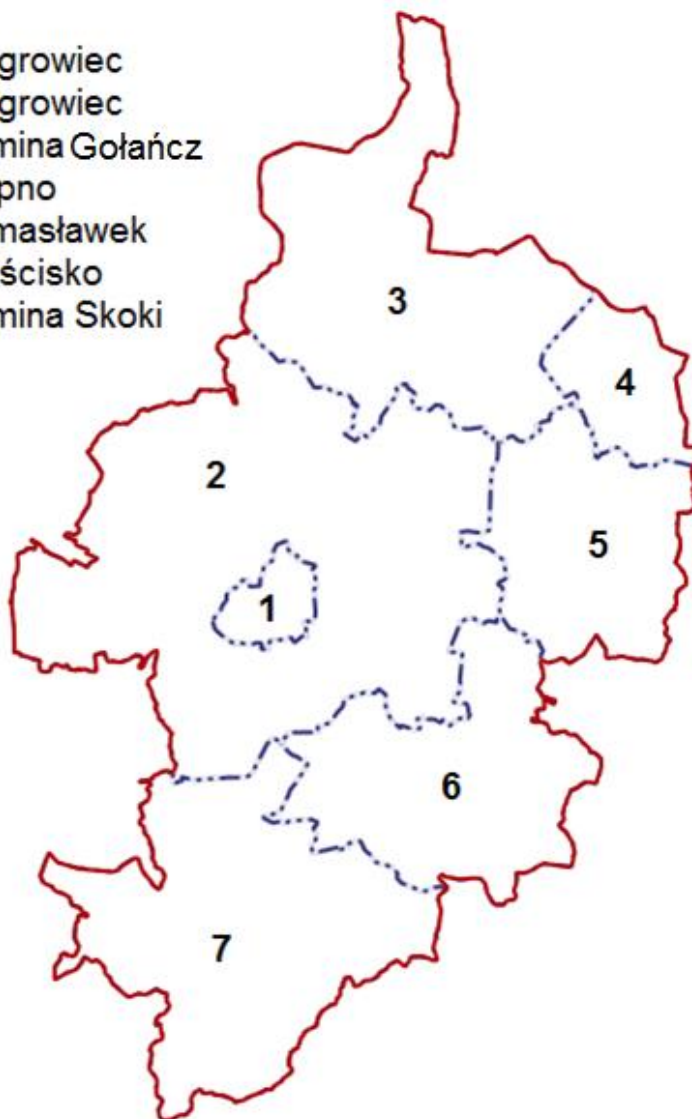 growiec
growiec
mina Gołańcz
pno
masławek
ścisko
mina Skoki
3
4
2
5
1
6
7